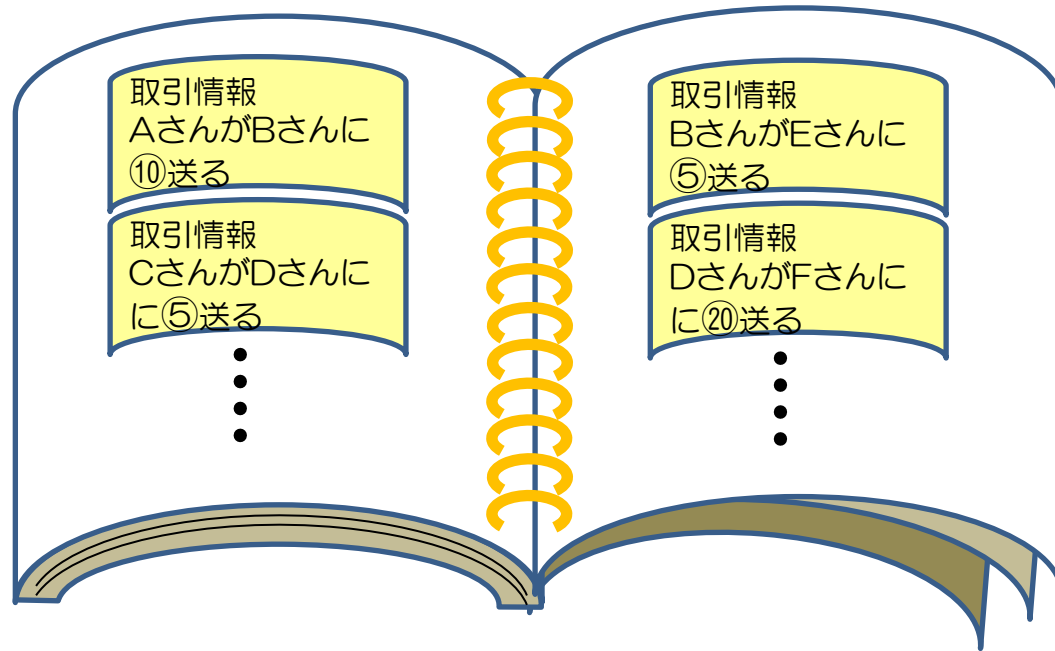 取引情報
AさんがBさんに
⑩送る
取引情報
CさんがDさんに
に⑤送る
取引情報
BさんがEさんに
⑤送る
取引情報
DさんがFさんに
に⑳送る